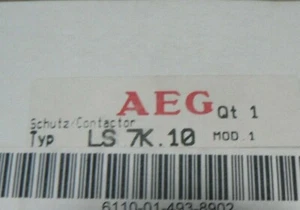 AEG Qt 1
Schutz/Contactor
Typ LS 7K.10 MOD.1
6110-01-493-8902